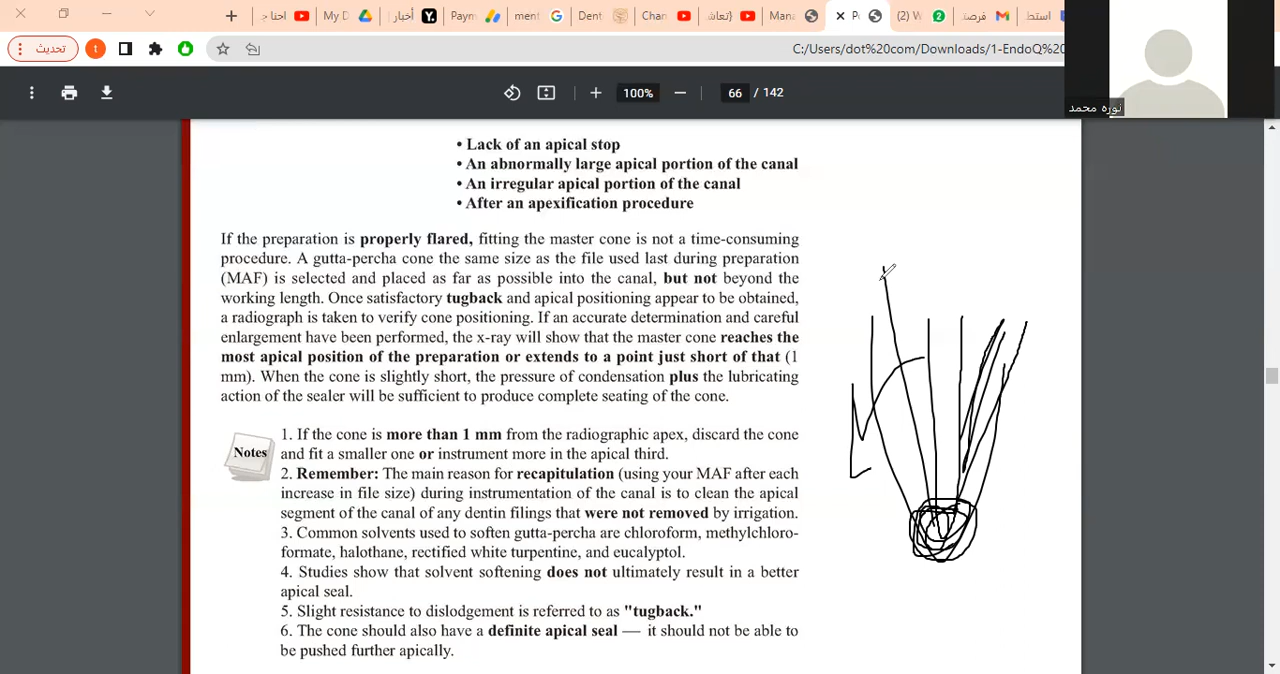 احنا ج
My D
أخبار
Paym
ment
Dent
Chan
{تعاش
Mana
Po
(2) W
فرصة
استط
تحديث
C:/Users/dot%20com/Downloads/1-EndoQ%20
66 / 142
100%
نوره محمد
• Lack of an apical stop
• An abnormally large apical portion of the canal
• An irregular apical portion of the canal
• After an apexification procedure
If the preparation is properly flared, fitting the master cone is not a time-consuming
procedure. A gutta-percha cone the same size as the file used last during preparation
(MAF) is selected and placed as far as possible into the canal, but not beyond the
working length. Once satisfactory tugback and apical positioning appear to be obtained,
a radiograph is taken to verify cone positioning. If an accurate determination and careful
enlargement have been performed, the x-ray will show that the master cone reaches the
most apical position of the preparation or extends to a point just short of that (1
mm). When the cone is slightly short, the pressure of condensation plus the lubricating
action of the sealer will be sufficient to produce complete seating of the cone.
Notes
1. If the cone is more than 1 mm from the radiographic apex, discard the cone
and fit a smaller one or instrument more in the apical third.
2. Remember: The main reason for recapitulation (using your MAF after each
increase in file size) during instrumentation of the canal is to clean the apical
segment of the canal of any dentin filings that were not removed by irrigation.
3. Common solvents used to soften gutta-percha are chloroform, methylchloro-
formate, halothane, rectified white turpentine, and eucalyptol.
4. Studies show that solvent softening does not ultimately result in a better
apical seal.
5. Slight resistance to dislodgement is referred to as "tugback."
6. The cone should also have a definite apical seal — it should not be able to
be pushed further apically.